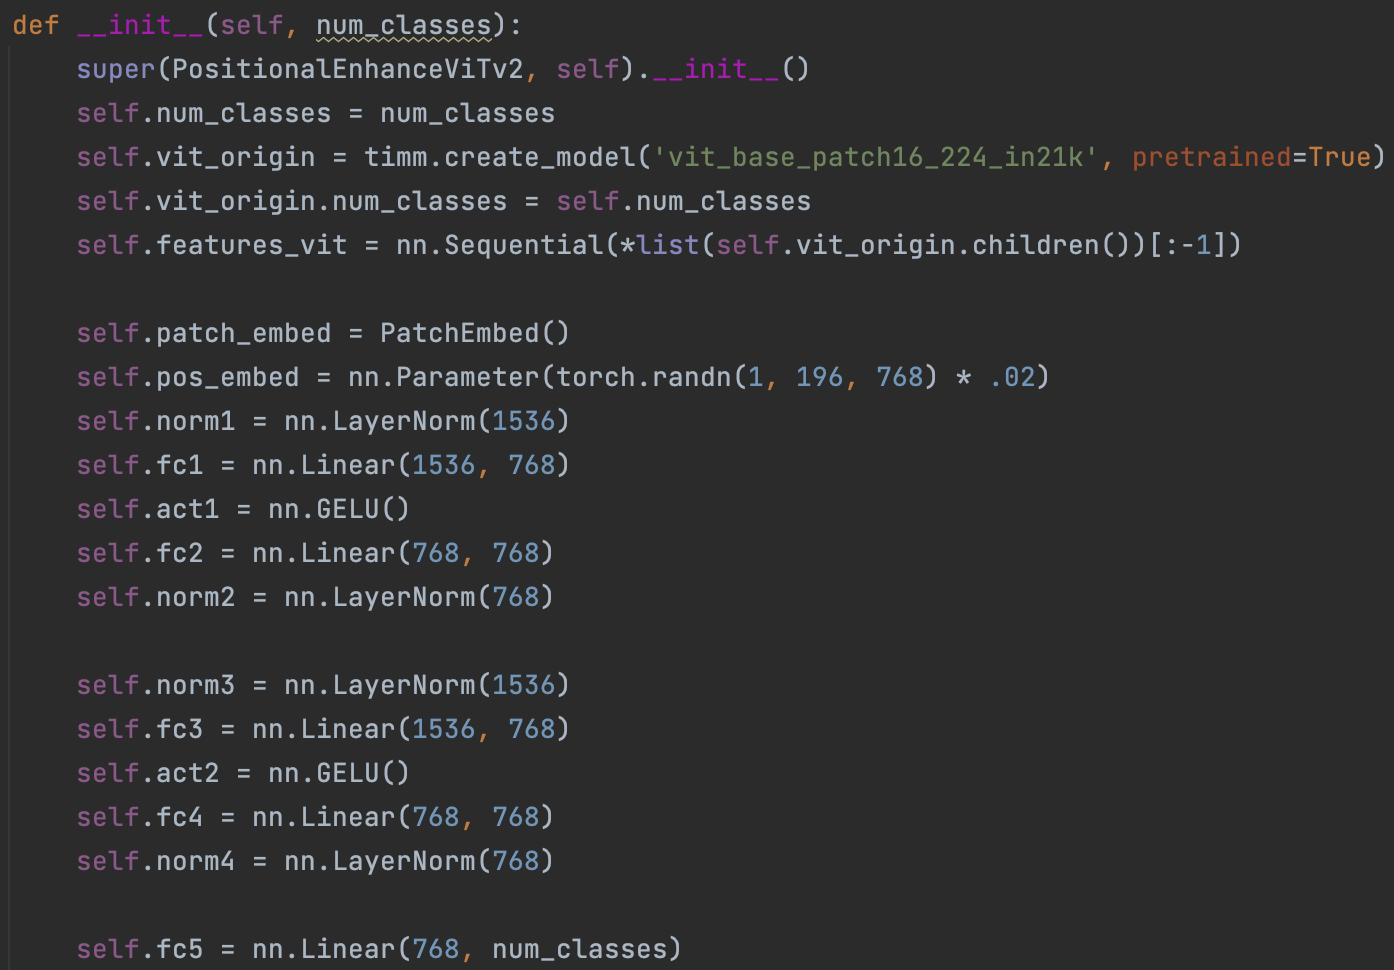 def __init__(self, num_classes):
super(PositionalEnhanceViTv2, self).__init__()
self.num_classes = num_classes
self.vit_origin = timm.create_model('vit_base_patch16_224_in21k', pretrained=True)
self.vit_origin.num_classes = self.num_classes
self.features_vit = nn.Sequential(*list(self.vit_origin.children())[:-1])
self.patch_embed = PatchEmbed()
self.pos_embed = nn.Parameter(torch.randn(1, 196, 768) * .02)
self.norm1 = nn.LayerNorm(1536)
self.fc1 = nn.Linear(1536, 768)
self.act1 = nn.GELU()
self.fc2 = nn.Linear(768, 768)
self.norm2 = nn.LayerNorm(768)
self.norm3 = nn.LayerNorm(1536)
self.fc3 = nn.Linear(1536, 768)
self.act2 = nn.GELU()
self.fc4 = nn.Linear(768, 768)
self.norm4 = nn.LayerNorm(768)
self.fc5 = nn.Linear(768, num_classes)